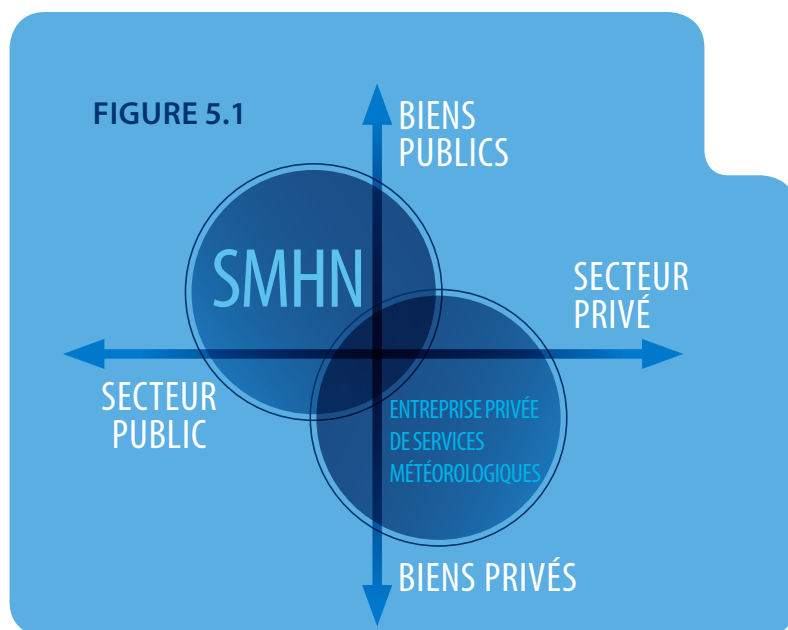 FIGURE 5.1
BIENS
PUBLICS
SMHN
SECTEUR
PRIVÉ
SECTEUR
PUBLIC
ENTREPRISE PRIVÉE
DE SERVICES
MÉTÉOROLOGIQUES
BIENS PRIVÉS